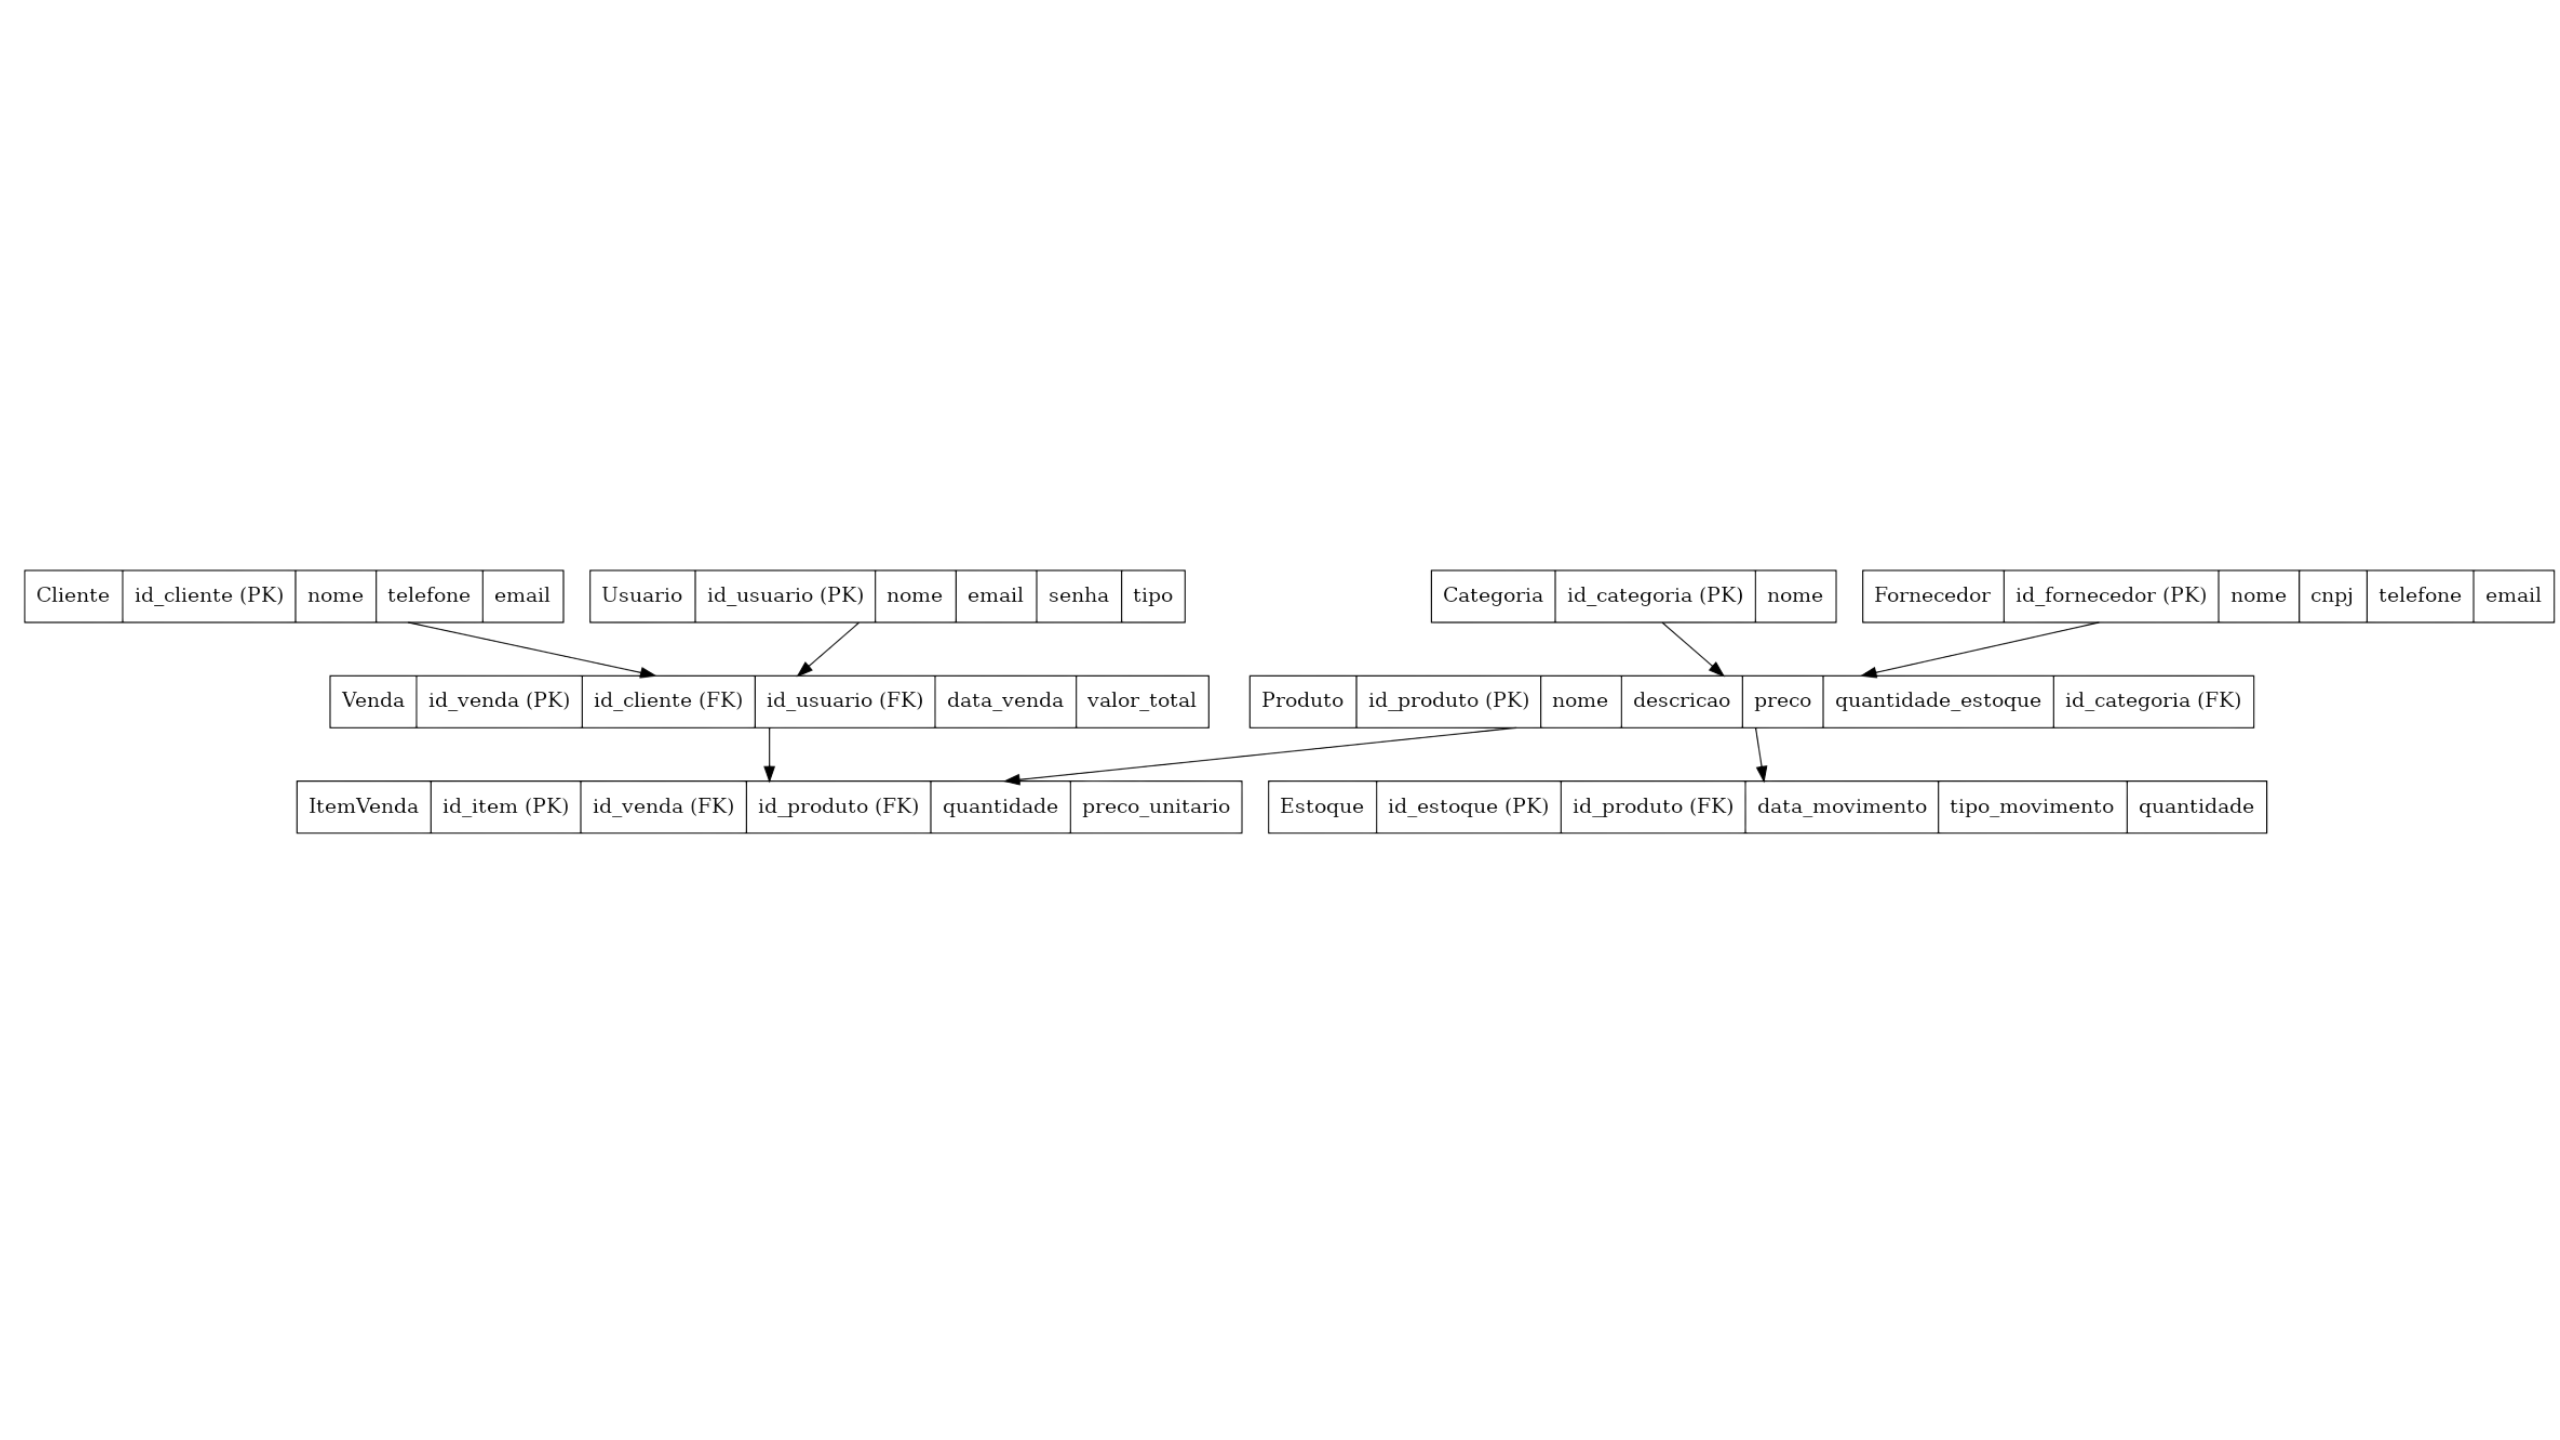 Cliente id_cliente (PK) nome telefone email
Usuario id_usuario (PK) nome email senha tipo
Categoria id_categoria (PK) nome
Fornecedor id_fornecedor (PK) nome cnpj telefone email
Venda id_venda (PK) id_cliente (FK) id_usuario (FK) data_venda valor_total
Produto id_produto (PK) nome descricao preco quantidade_estoque id_categoria (FK)
ItemVenda id_item (PK) id_venda (FK) id_produto (FK) quantidade preco_unitario
Estoque id_estoque (PK) id_produto (FK) data_movimento tipo_movimento quantidade